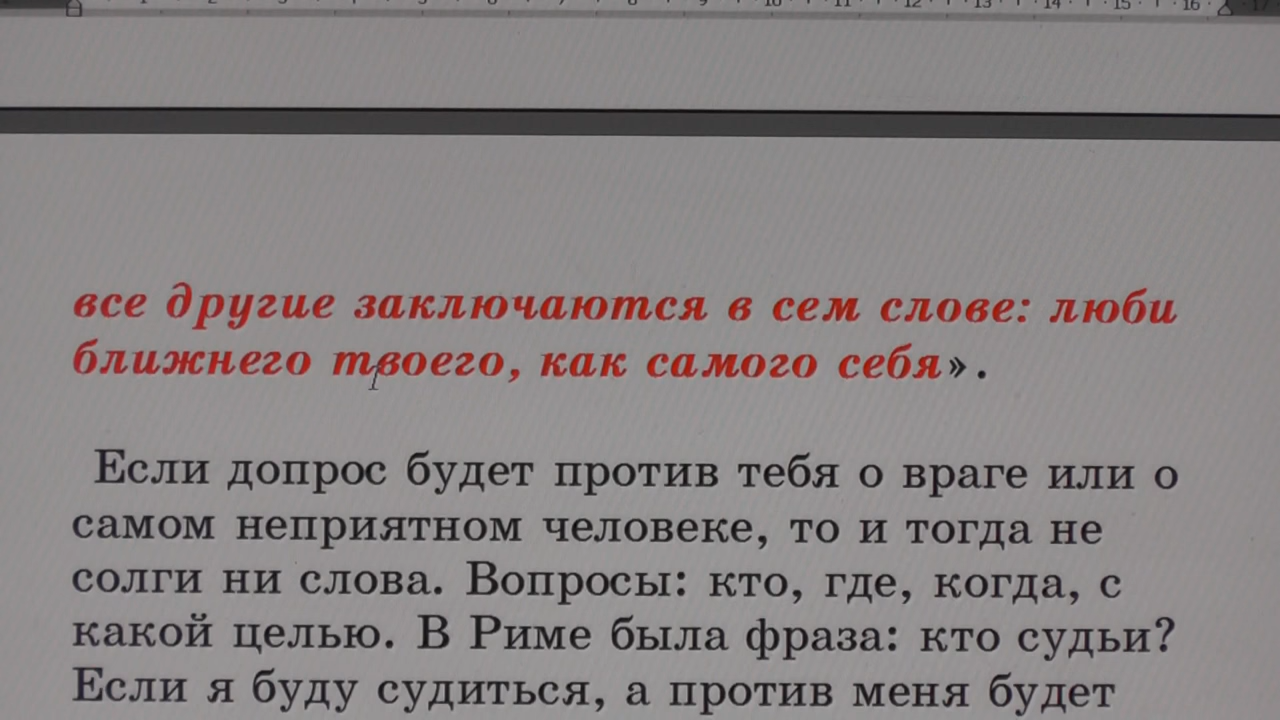 все другие заключаются в сем слове: люби
ближнего твоего, как самого себя».
Если допрос будет против тебя о враге или о
самом неприятном человеке, то и тогда не
солги ни слова. Вопросы: кто, где, когда, с
какой целью. В Риме была фраза: кто судьи?
Если я буду судиться, а против меня будет